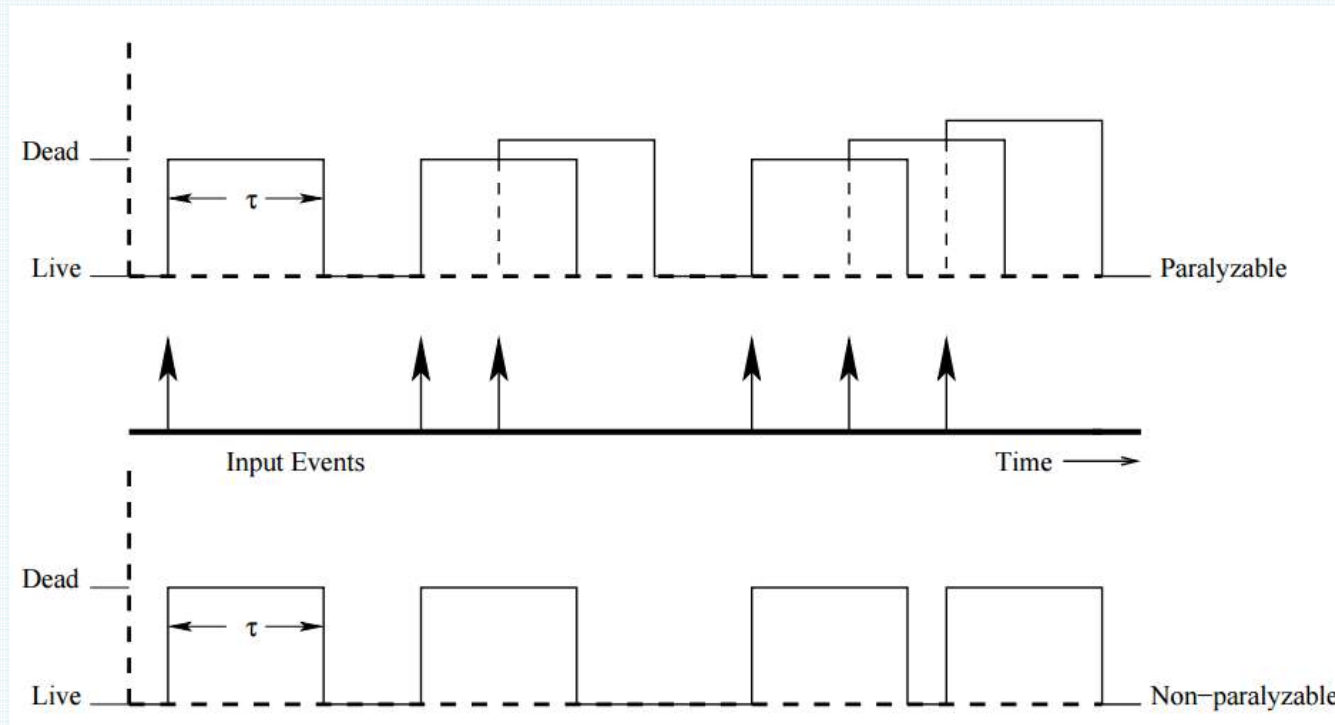 Dead
τ
Live
Paralyzable
Input Events
Time
Dead
τ
Live
Non−paralyzable